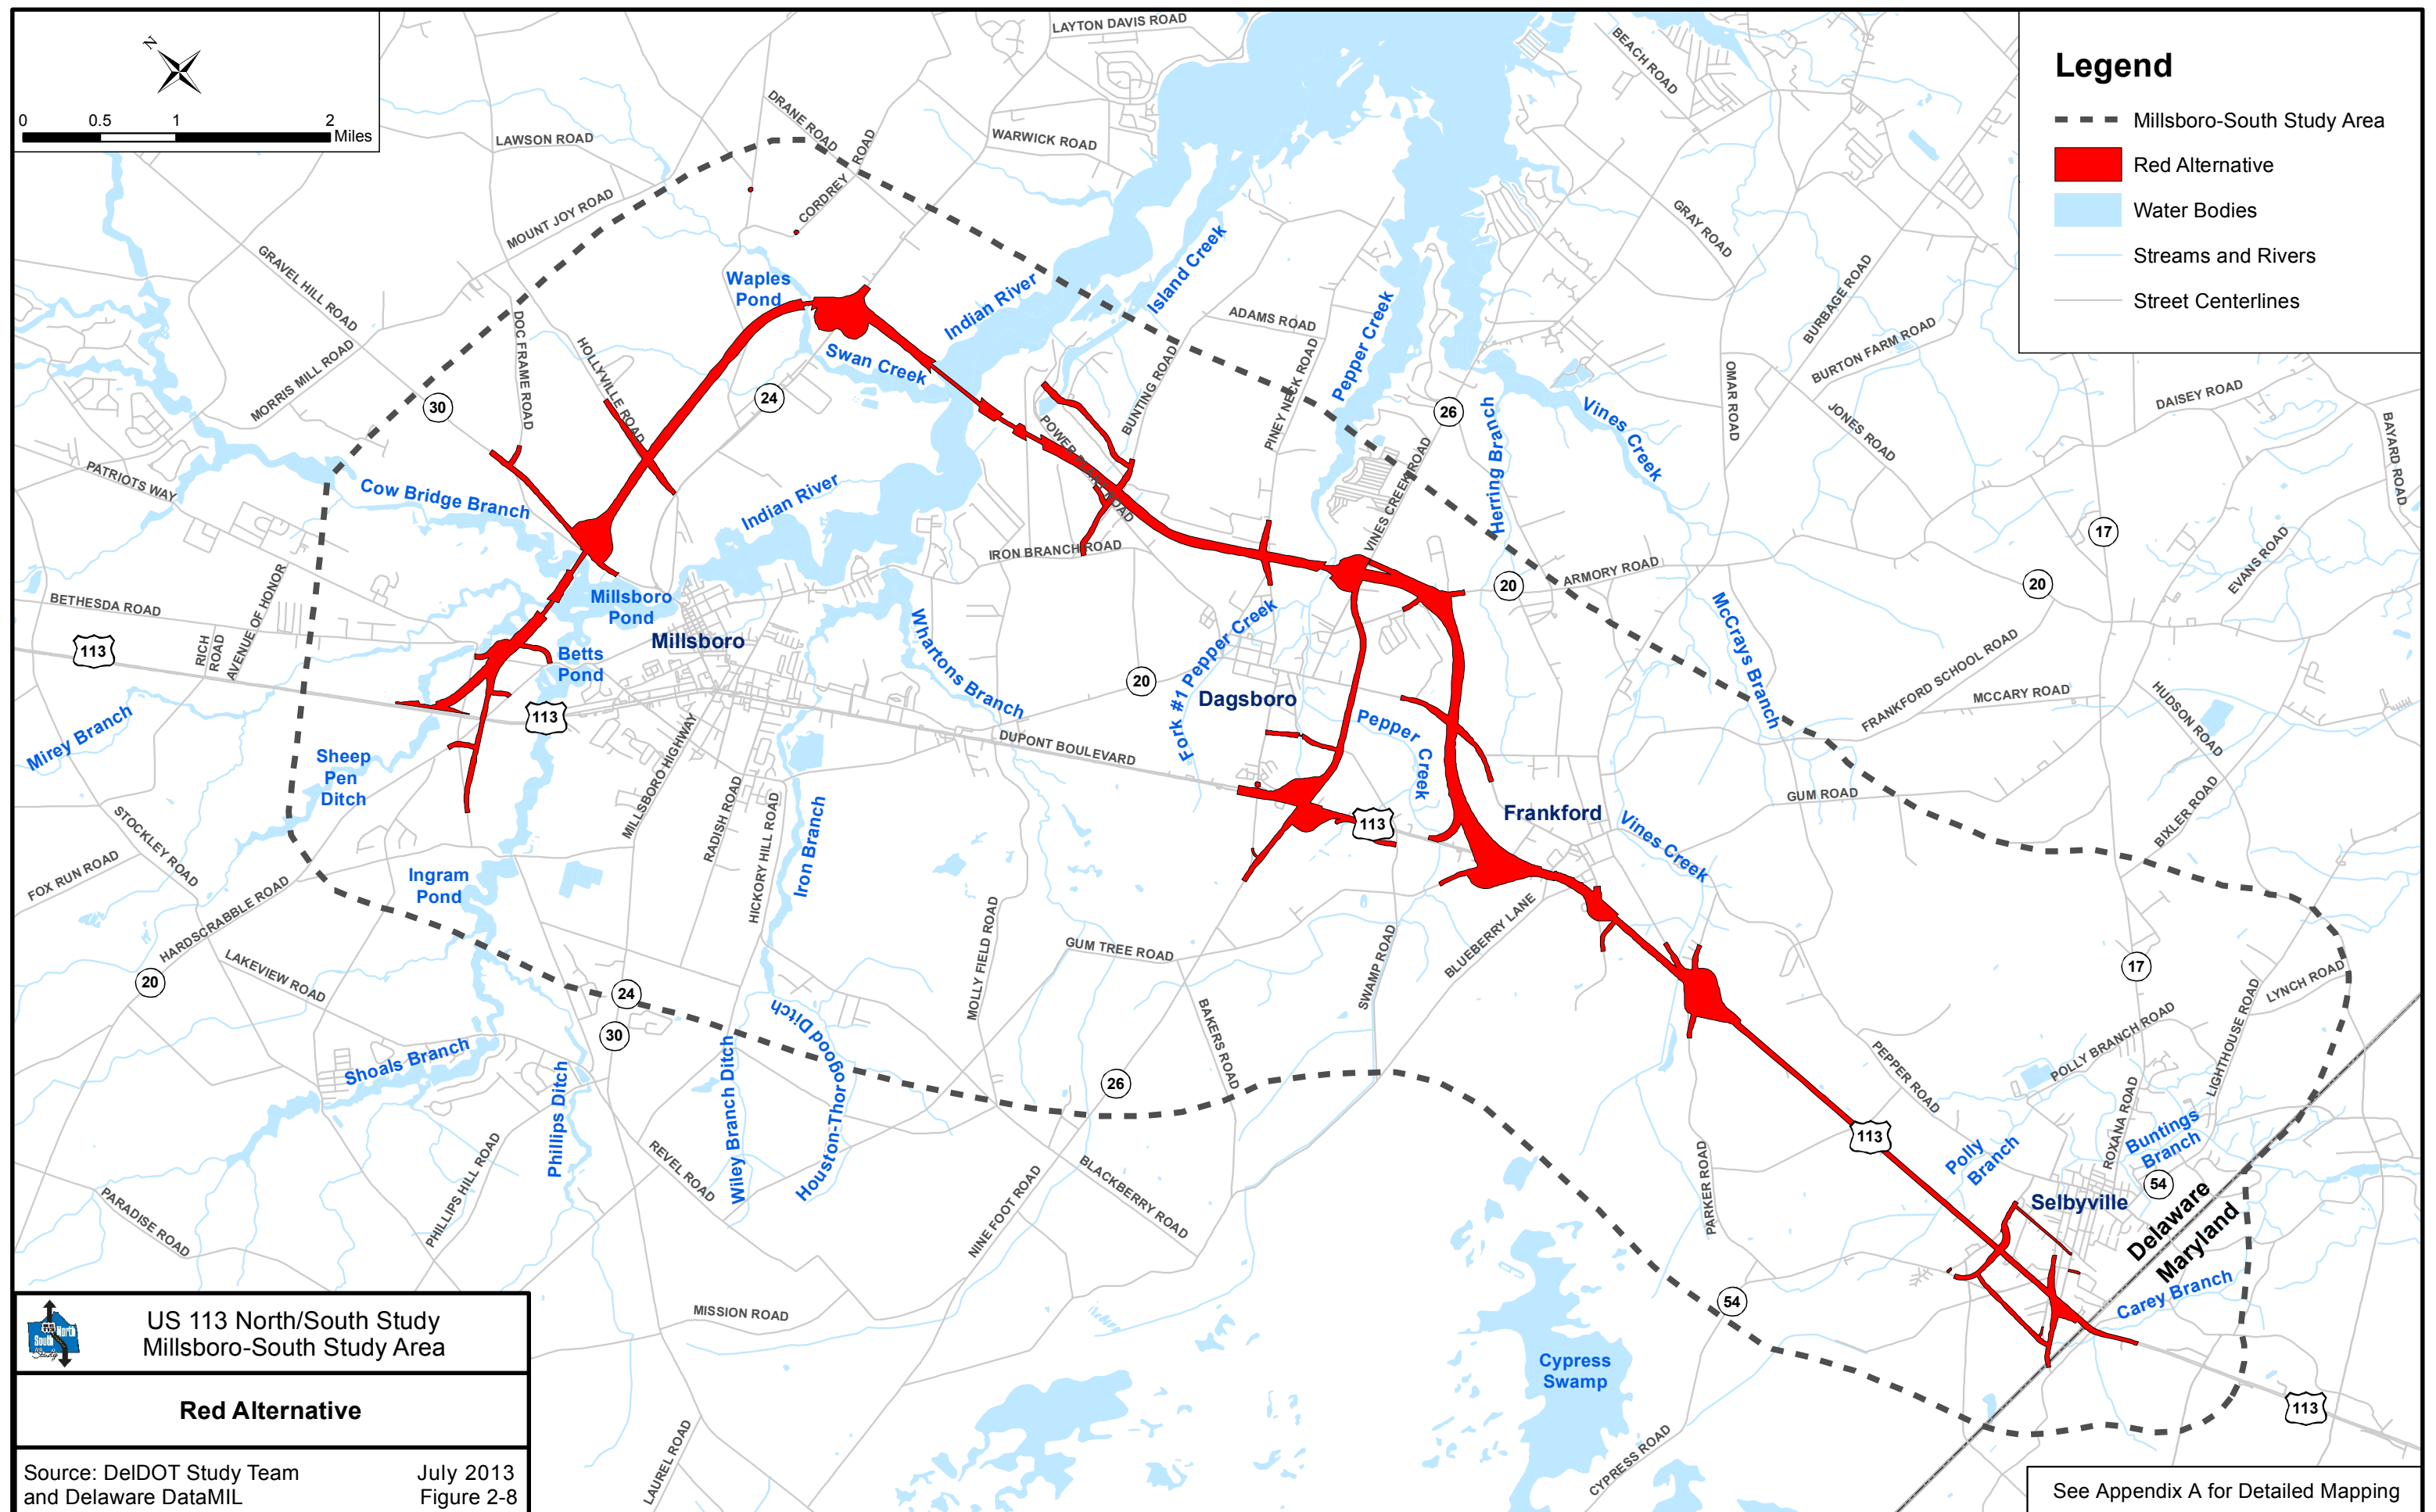 N
0 0.5 1 2
Miles
Legend
Millsboro-South Study Area
Red Alternative
Water Bodies
Streams and Rivers
Street Centerlines
LAYTON DAVIS ROAD
BEACH ROAD
DRANE ROAD
LAWSON ROAD
WARWICK ROAD
CORDREY ROAD
MOUNT JOY ROAD
GRAY ROAD
GRAVEL HILL ROAD
Waples
Pond
Indian River
Island Creek
BURBAGE ROAD
DOC FRAME ROAD
ADAMS ROAD
Pepper Creek
MORRIS MILL ROAD
HOLLYVILLE ROAD
Swan Creek
BUNTING ROAD
PINEY NECK ROAD
BURTON FARM ROAD
OMAR ROAD
30
24
26
DAISEY ROAD
JONES ROAD
BAYARD ROAD
Herring Branch
Vines Creek
POWER PLANT ROAD
VINES CREEK ROAD
PATRIOTS WAY
Cow Bridge Branch
Indian River
17
IRON BRANCH ROAD
ARMORY ROAD
EVANS ROAD
20
20
BETHESDA ROAD
AVENUE OF HONOR
RICH
ROAD
113
Millsboro
Pond
Millsboro
Betts
Pond
Whartons Branch
Fork #1 Pepper Creek
McCrays Branch
FRANKFORD SCHOOL ROAD
MCCARY ROAD
HUDSON ROAD
20
Dagsboro
113
Mirey Branch
Sheep
Pen
Ditch
MILLSBORO HIGHWAY
DUPONT BOULEVARD
Pepper
Creek
RADISH ROAD
HICKORY HILL ROAD
Iron Branch
113
Frankford
GUM ROAD
BIXLER ROAD
Vines Creek
STOCKLEY ROAD
FOX RUN ROAD
Ingram
Pond
HARDSCRABBLE ROAD
LAKEVIEW ROAD
20
MOLLY FIELD ROAD
GUM TREE ROAD
SWAMP ROAD
BLUEBERRY LANE
17
LYNCH ROAD
24
30
Houston-Thorogood Ditch
Wiley Branch Ditch
BAKERS ROAD
LIGHTHOUSE ROAD
POLLY BRANCH ROAD
PEPPER ROAD
Shoals Branch
Phillips Ditch
26
113
ROXANA ROAD
Buntings
Branch
Polly
Branch
PHILLIPS HILL ROAD
REVEL ROAD
BLACKBERRY ROAD
NINE FOOT ROAD
PARKER ROAD
54
Selbyville
Delaware
Maryland
PARADISE ROAD
Carey Branch
MISSION ROAD
54
Cypress
Swamp
113
LAUREL ROAD
CYPRESS ROAD
US 113 North/South Study
Millsboro-South Study Area
Red Alternative
Source: DelDOT Study Team
and Delaware DataMIL
July 2013
Figure 2-8
See Appendix A for Detailed Mapping